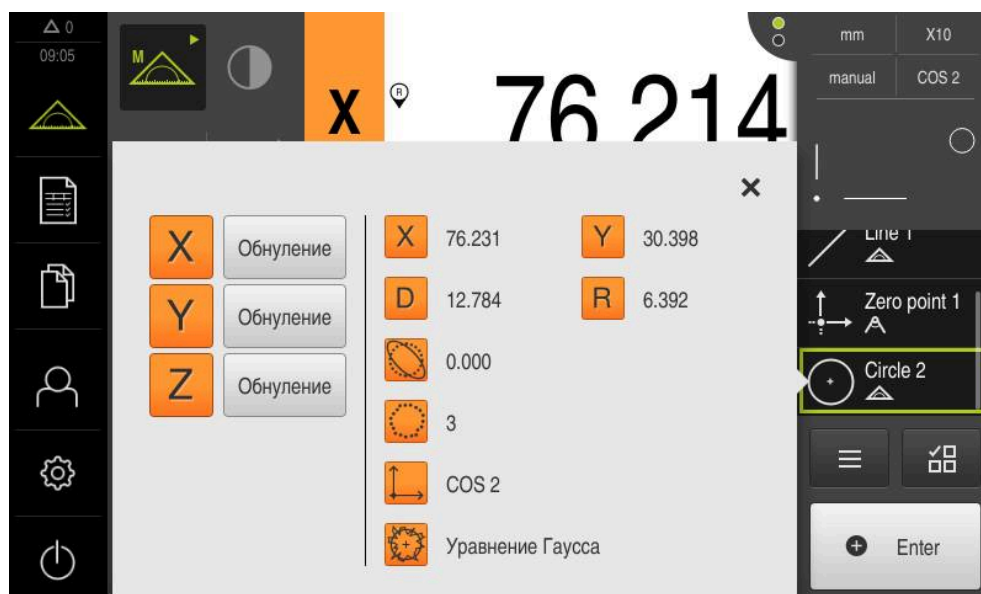 0
09:05
M
X
R
76.214
mm
X10
manual
COS 2
X Обнуление
Y Обнуление
Z Обнуление
X 76.231
Y 30.398
D 12.784
R 6.392
0.000
3
COS 2
Уравнение Гаусса
Line 1
Zero point 1
Circle 2
Enter